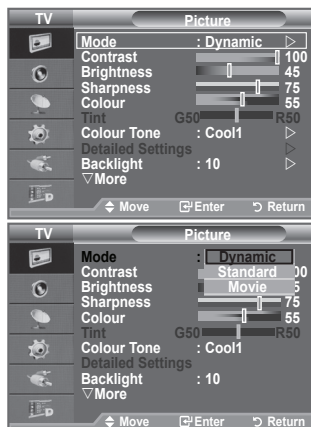 TV Picture
Mode : Dynamic ▷
Contrast 100
Brightness 45
Sharpness 75
Colour 55
Tint G50 R50
Colour Tone : Cool1 ▷
Detailed Settings ▷
Backlight : 10 ▷
▽More
Move Enter Return
TV Picture
Mode : Dynamic
Contrast Standard 00
Brightness Movie 5
Sharpness 75
Colour 55
Tint G50 R50
Colour Tone : Cool1
Detailed Settings
Backlight : 10
▽More
Move Enter Return